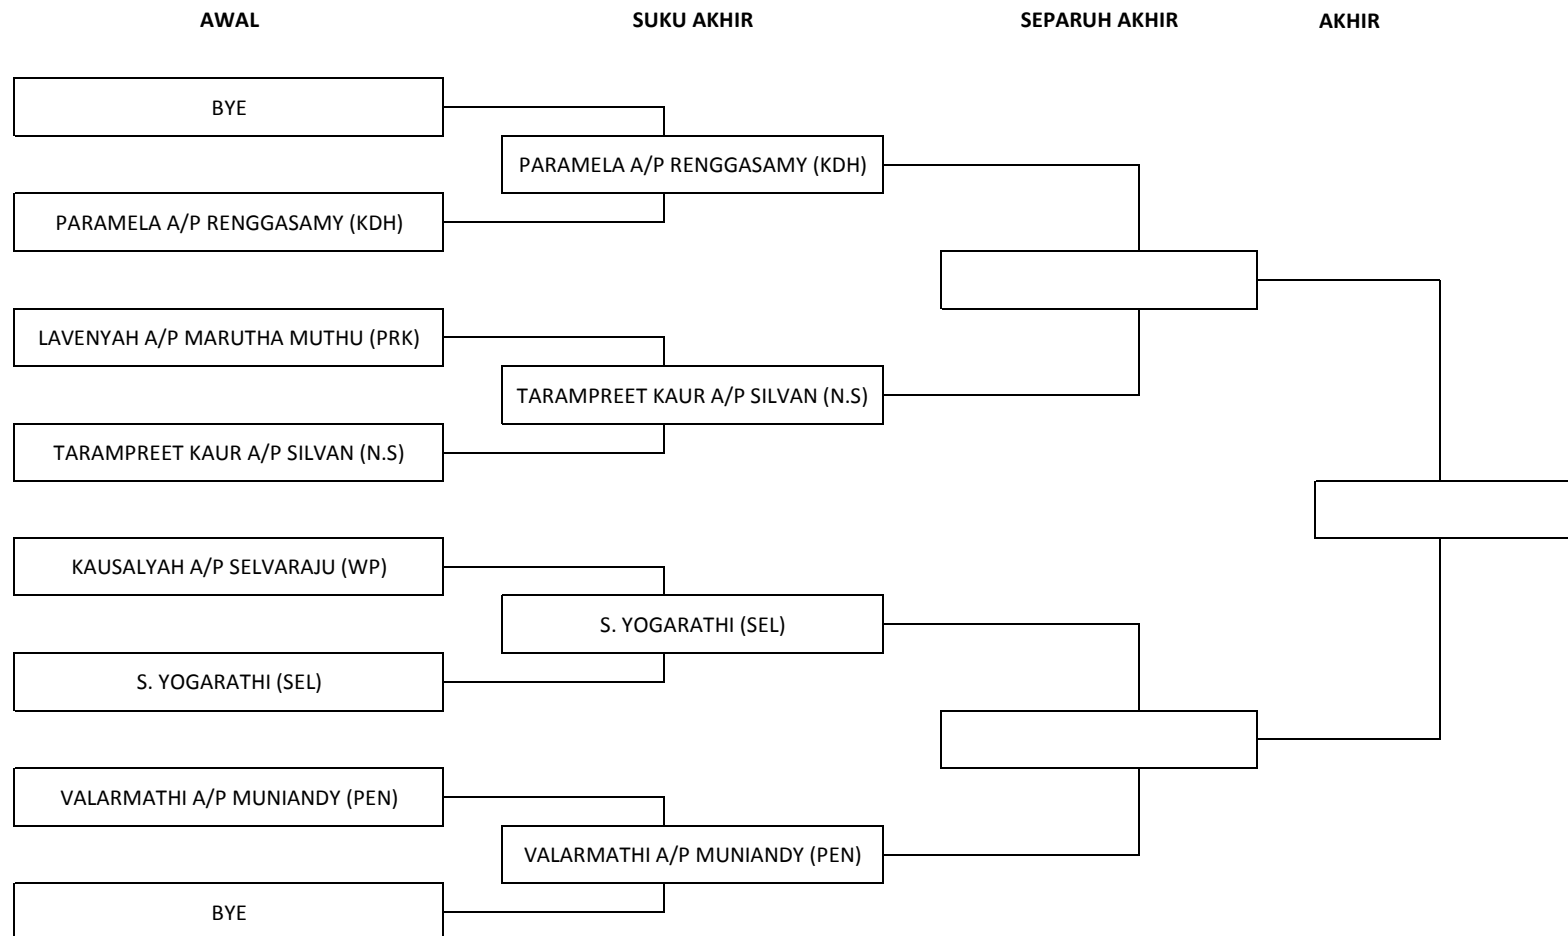 AWAL
SUKU AKHIR
SEPARUH AKHIR
AKHIR
BYE
PARAMELA A/P RENGGASAMY (KDH)
PARAMELA A/P RENGGASAMY (KDH)
LAVENYAH A/P MARUTHA MUTHU (PRK)
TARAMPREET KAUR A/P SILVAN (N.S)
TARAMPREET KAUR A/P SILVAN (N.S)
KAUSALYAH A/P SELVARAJU (WP)
S. YOGARATHI (SEL)
S. YOGARATHI (SEL)
VALARMATHI A/P MUNIANDY (PEN)
VALARMATHI A/P MUNIANDY (PEN)
BYE